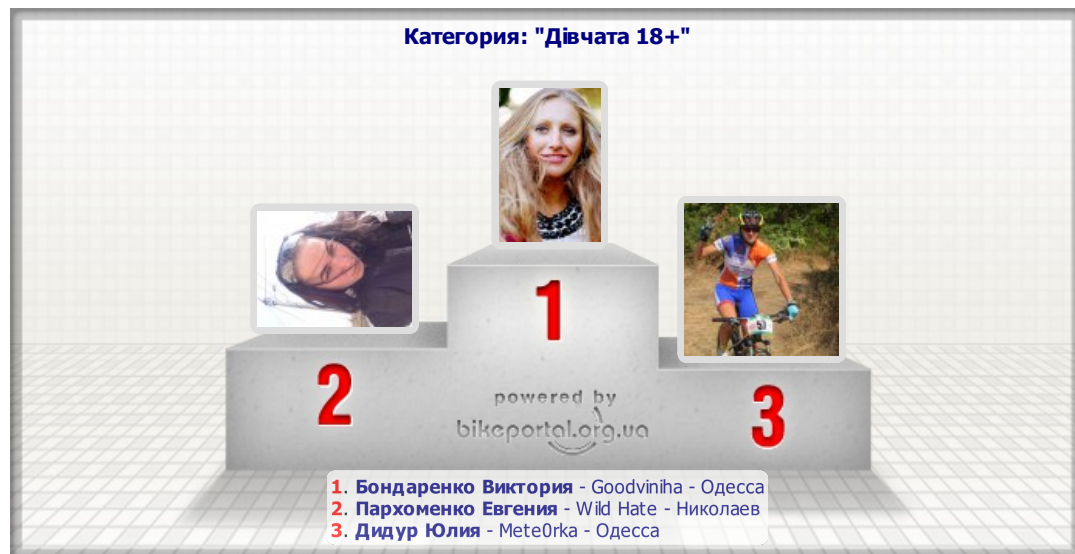 Категория: "Дівчата 18+"
1
2
3
powered by
bikeportal.org.ua
1. Бондаренко Виктория - Goodviniha - Одесса
2. Пархоменко Евгения - Wild Hate - Николаев
3. Дидур Юлия - Mete0rka - Одесса